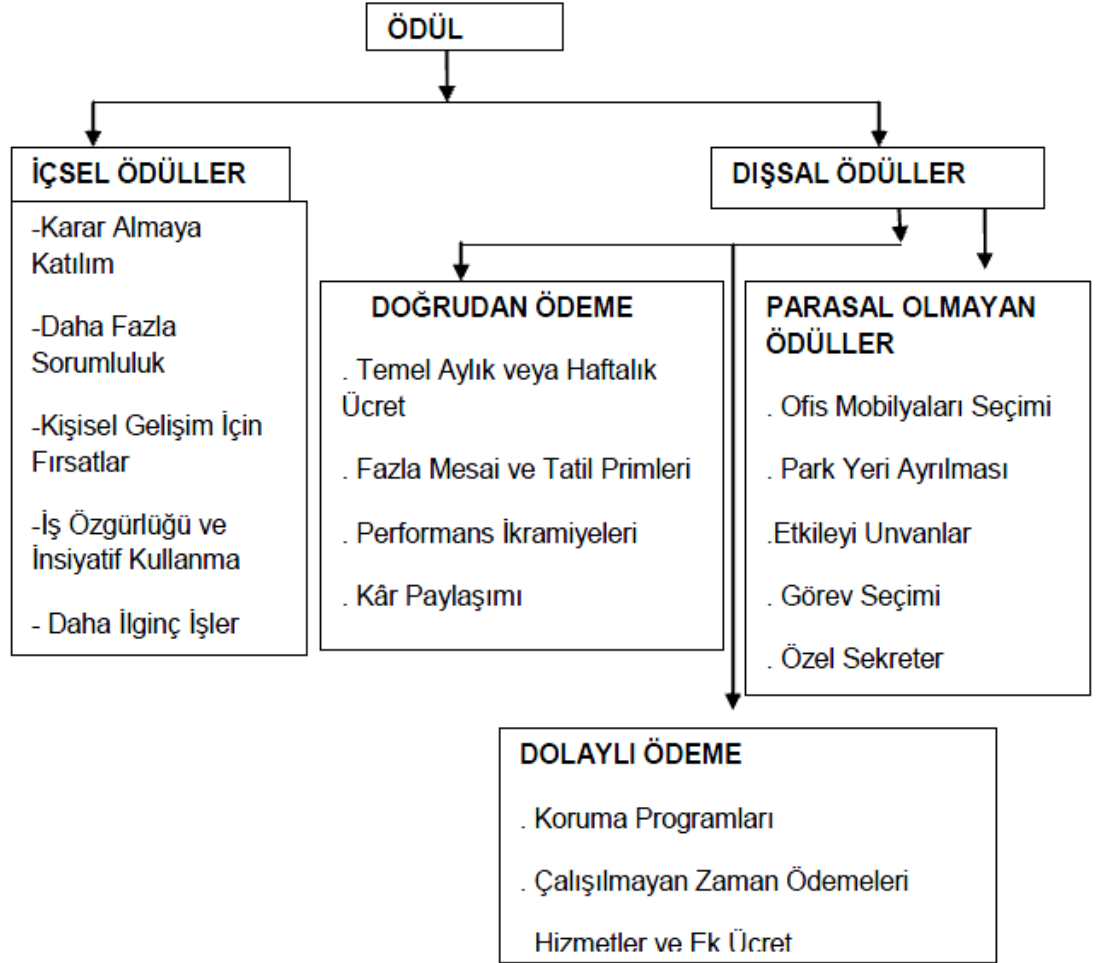 ÖDÜL
İÇSEL ÖDÜLLER
-Karar Almaya
Katılım
-Daha Fazla
Sorumluluk
-Kişisel Gelişim İçin
Fırsatlar
-İş Özgürlüğü ve
İnsiyatif Kullanma
- Daha İlginç İşler
DIŞSAL ÖDÜLLER
DOĞRUDAN ÖDEME
. Temel Aylık veya Haftalık
Ücret
. Fazla Mesai ve Tatil Primleri
. Performans İkramiyeleri
. Kâr Paylaşımı
PARASAL OLMAYAN
ÖDÜLLER
. Ofis Mobilyaları Seçimi
. Park Yeri Ayrılması
.Etkileyi Unvanlar
. Görev Seçimi
. Özel Sekreter
DOLAYLI ÖDEME
. Koruma Programları
. Çalışılmayan Zaman Ödemeleri
Hizmetler ve Ek Ücret